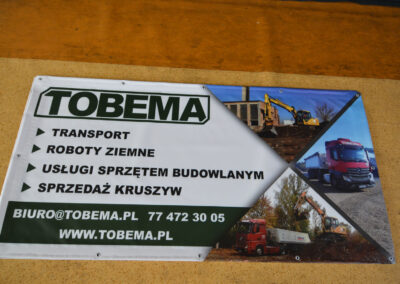 TOBEMA
TRANSPORT
ROBOTY ZIEMNE
USŁUGI SPRZĘTEM BUDOWLANYM
SPRZEDAŻ KRUSZYW
BIURO@TOBEMA.PL 77 472 30 05
WWW.TOBEMA.PL